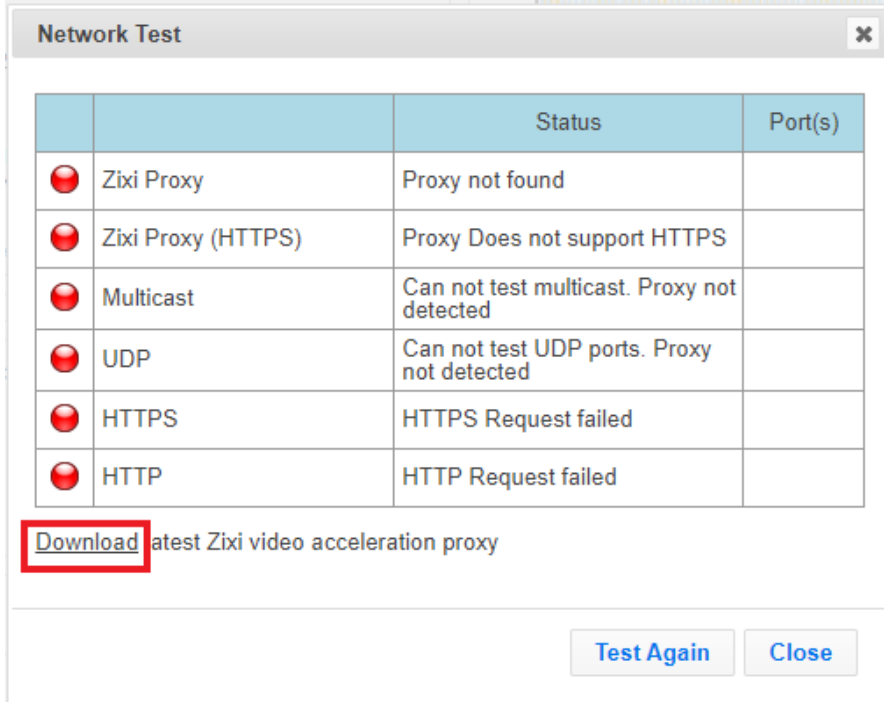 Network Test
Status Port(s)
Zixi Proxy Proxy not found
Zixi Proxy (HTTPS) Proxy Does not support HTTPS
Multicast Can not test multicast. Proxy not
detected
UDP Can not test UDP ports. Proxy
not detected
HTTPS HTTPS Request failed
HTTP HTTP Request failed
Download atest Zixi video acceleration proxy
Test Again Close